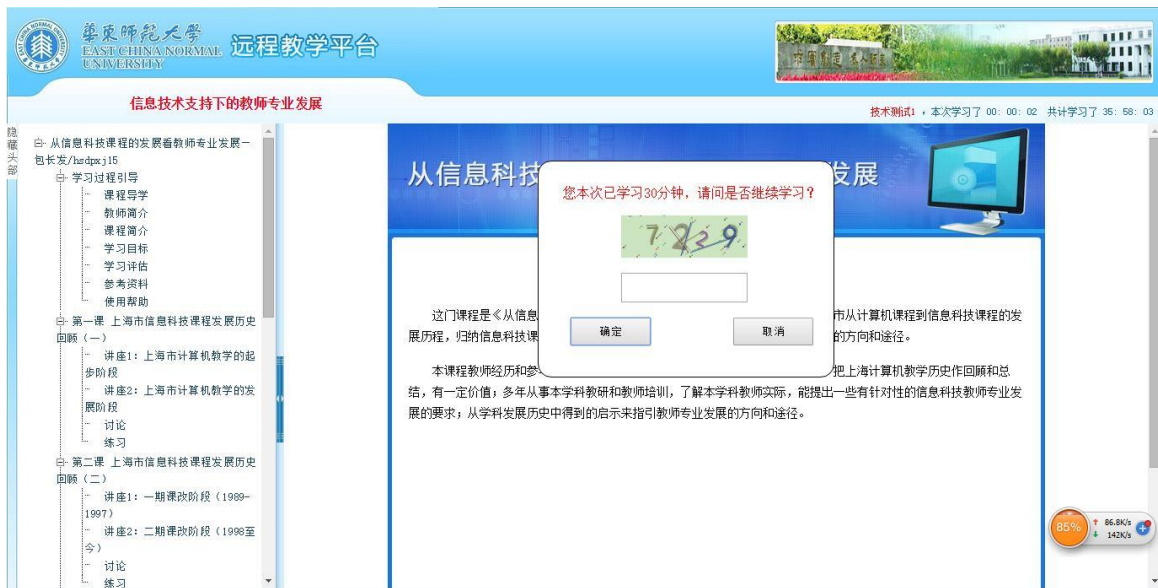 華東師範大學
EAST CHINA NORMAL
UNIVERSITY
远程教学平台
信息技术支持下的教师专业发展
技术测试1 ，本次学习了 00: 00: 02 共计学习了 35: 58: 03
隐藏头部
从信息科技课程的发展看教师专业发展—
包长发/hsdpxj15
学习过程引导
课程导学
教师简介
课程简介
学习目标
学习评估
参考资料
使用帮助
第一课 上海市信息科技课程发展历史
回顾（一）
讲座1：上海市计算机教学的起
步阶段
讲座2：上海市计算机教学的发
展阶段
讨论
练习
第二课 上海市信息科技课程发展历史
回顾（二）
讲座1：一期课改阶段（1989-
1997）
讲座2：二期课改阶段（1998至
今）
讨论
练习
从信息科技 发展
您本次已学习30分钟，请问是否继续学习？
7239
确定 取消
这门课程是《从信息 市从计算机课程到信息科技课程的发
展历程，归纳信息科技课 的方向和途径。
本课程教师经历和参 把上海计算机教学历史作回顾和总
结，有一定价值；多年从事本学科教研和教师培训，了解本学科教师实际，能提出一些有针对性的信息科技教师专业发
展的要求；从学科发展历史中得到的启示来指引教师专业发展的方向和途径。
85%
86.8K/s
142K/s